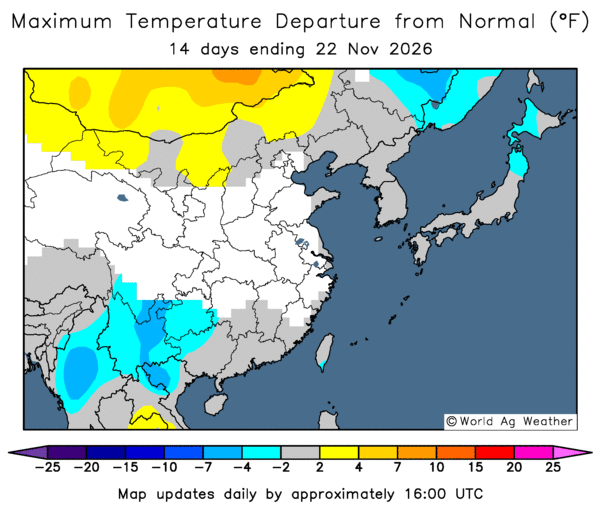 Maximum Temperature Departure from Normal (°F)
14 days ending 22 Nov 2026
© World Ag Weather
-25 -20 -15 -10 -7 -4 -2 2 4 7 10 15 20 25
Map updates daily by approximately 16:00 UTC